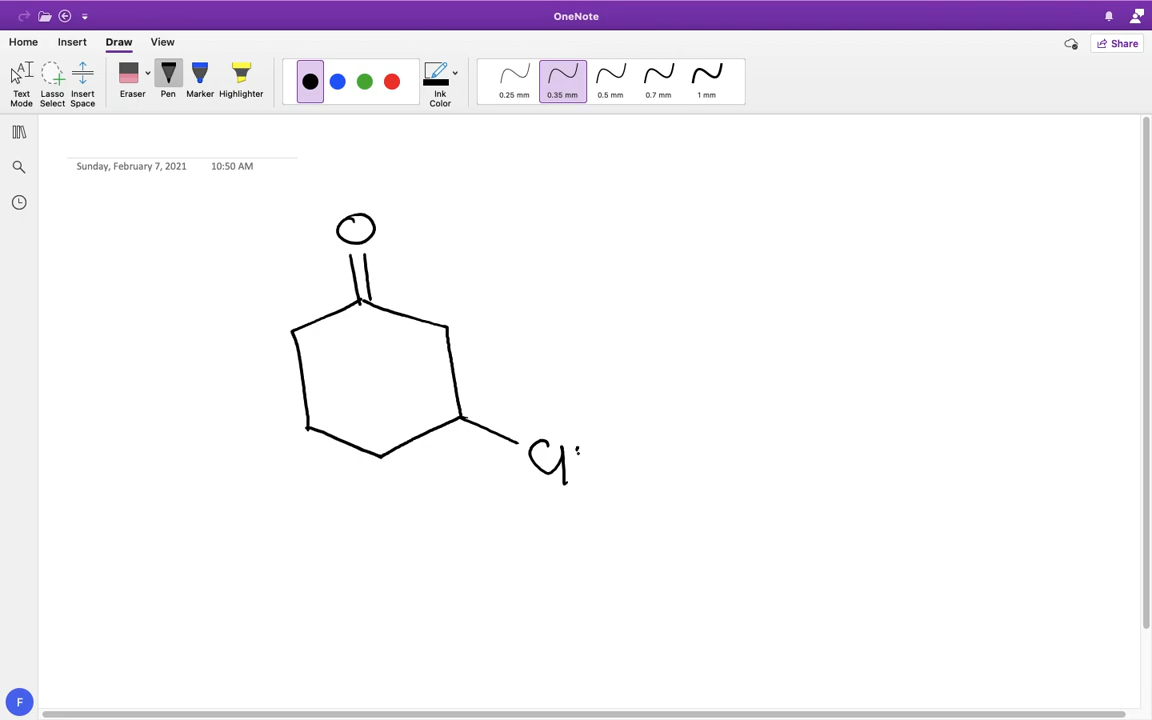 OneNote
Home Insert Draw View
Share
Text Mode
Lasso Select
Insert Space
Eraser
Pen
Marker
Highlighter
Ink Color
0.25 mm
0.35 mm
0.5 mm
0.7 mm
1 mm
Sunday, February 7, 2021 10:50 AM
O
Cl
F